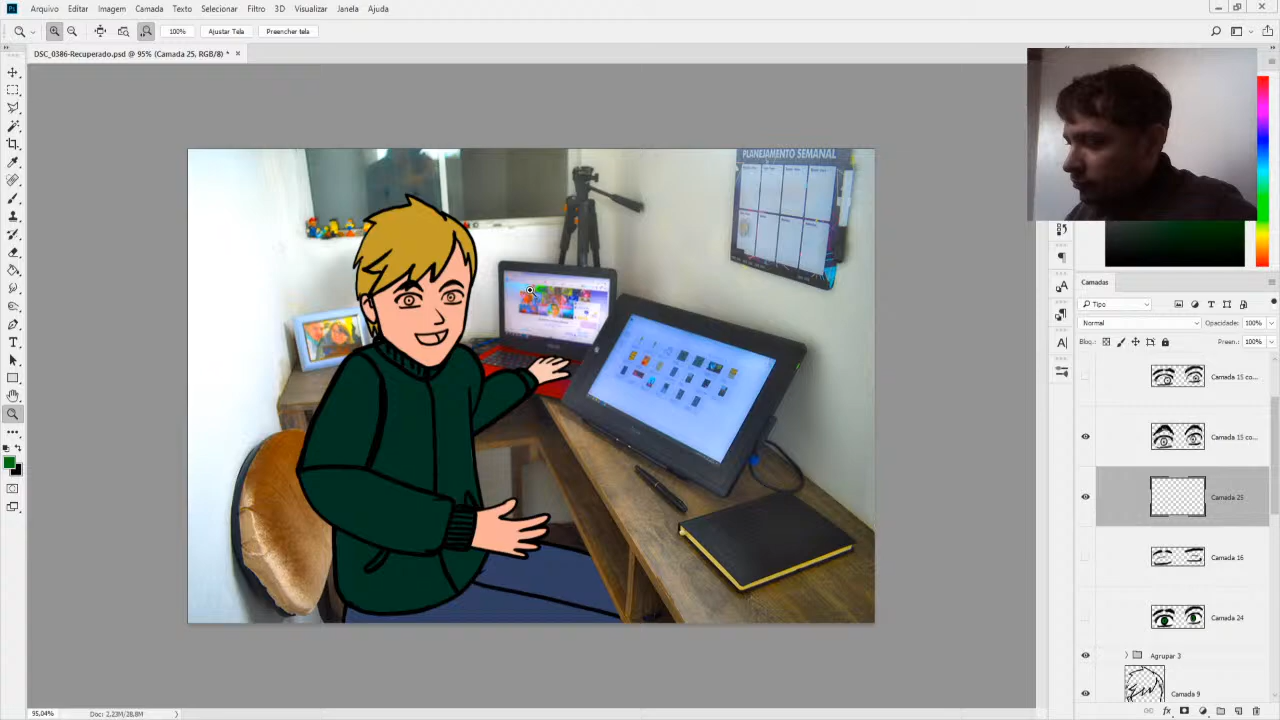 Arquivo Editar Imagem Camada Texto Selecionar Filtro 3D Visualizar Janela Ajuda
100% Ajustar Tela Preencher tela
DSC_0386-Recuperado.psd @ 95% (Camada 25, RGB/8) * ×
PLANEJAMENTO SEMANAL
Camadas
Tipo
Normal Opacidade: 100%
Bloq.: Preen.: 100%
Camada 15 co...
Camada 15 co...
Camada 25
Camada 16
Camada 24
Agrupar 3
Camada 9
95,04% Doc: 2,23M/28,8M